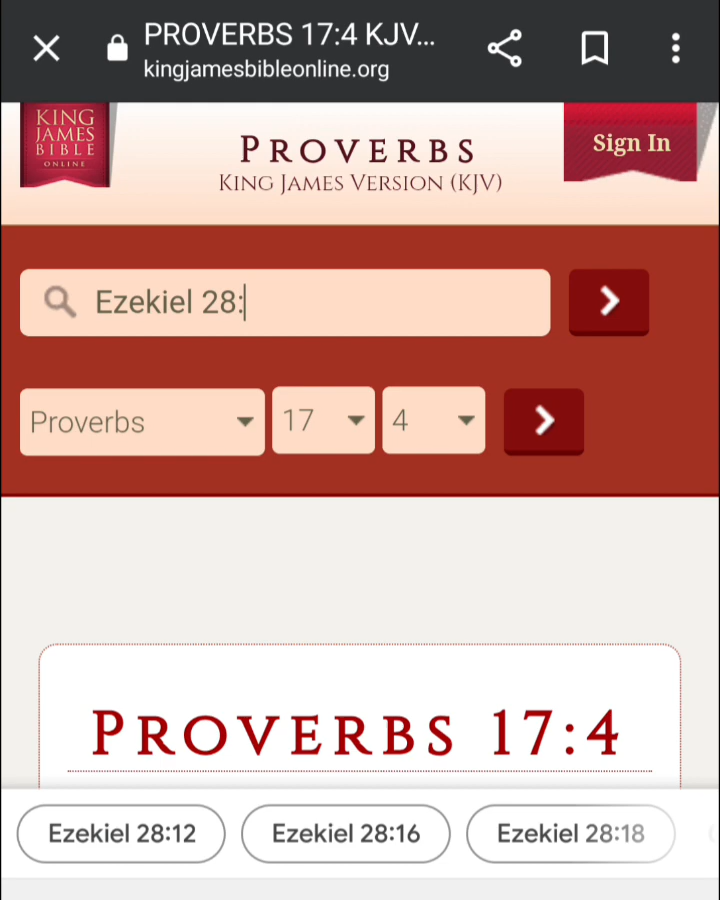 PROVERBS 17:4 KJV...
kingjamesbibleonline.org
KING
JAMES
BIBLE
ONLINE
PROVERBS
KING JAMES VERSION (KJV)
Sign In
Ezekiel 28:
Proverbs 17 4
PROVERBS 17:4
Ezekiel 28:12 Ezekiel 28:16 Ezekiel 28:18